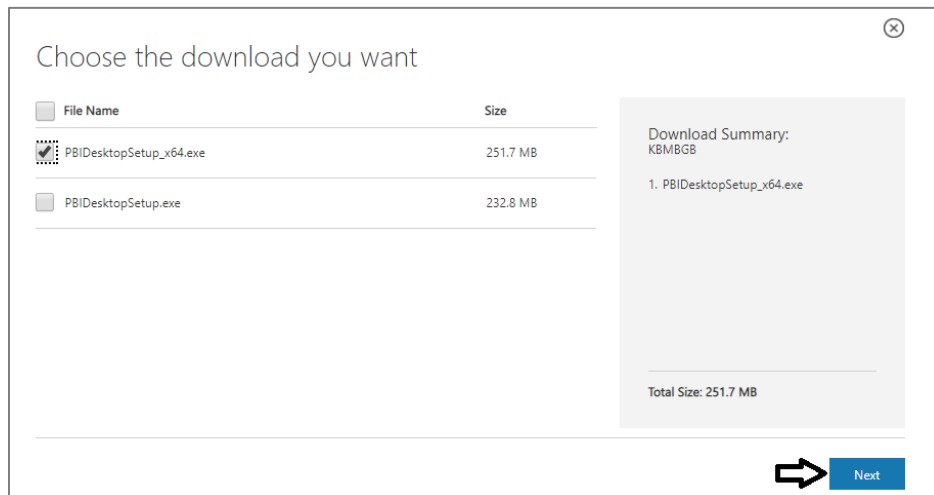 Choose the download you want
File Name Size
PBIDesktopSetup_x64.exe 251.7 MB
PBIDesktopSetup.exe 232.8 MB
Download Summary:
KBMBGB
1. PBIDesktopSetup_x64.exe
Total Size: 251.7 MB
Next